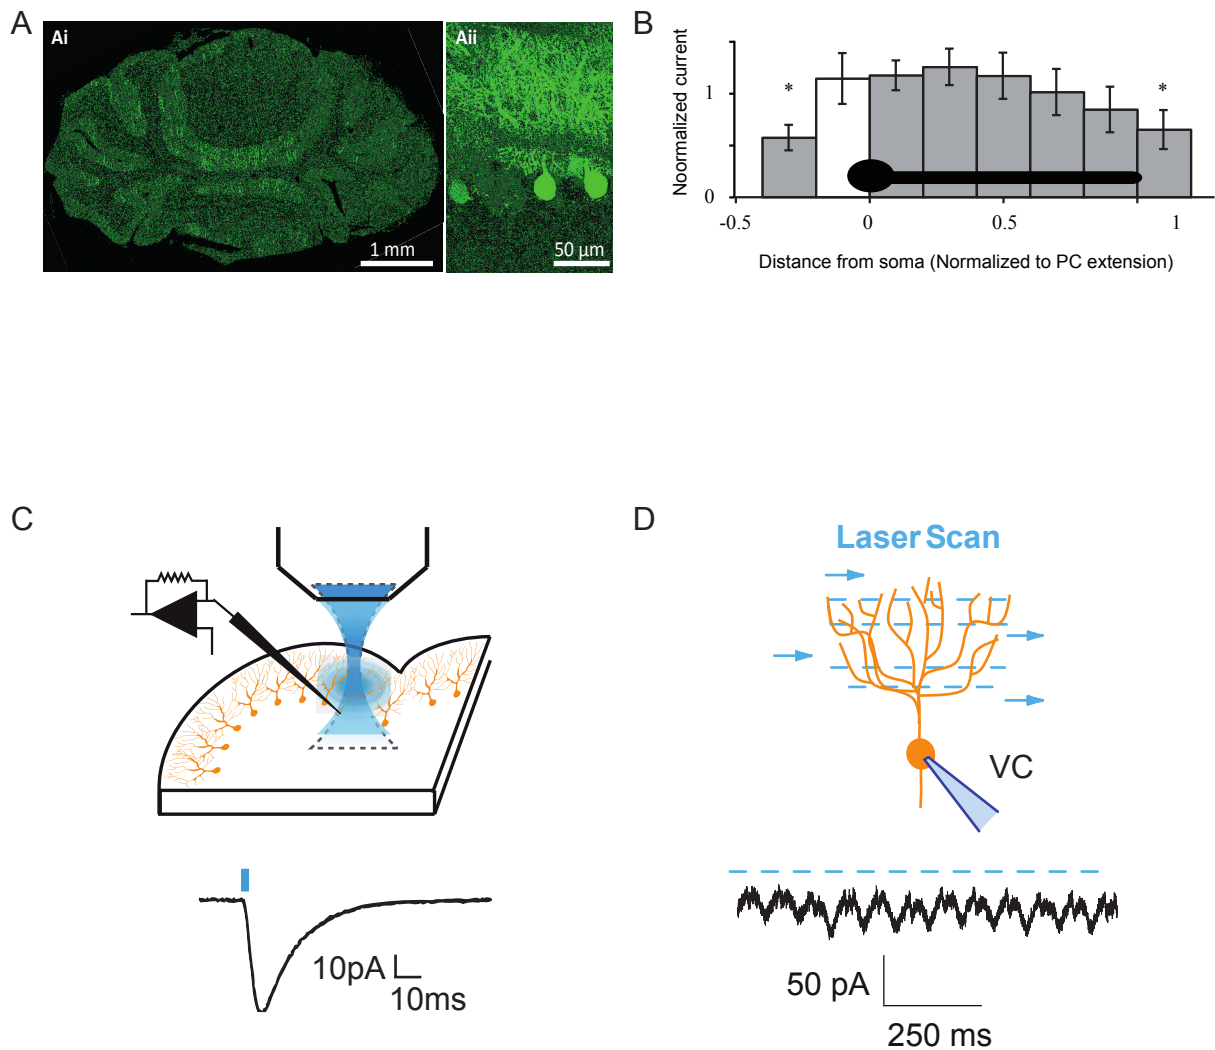 A
Ai
1 mm
Aii
50 µm
B
Noormalized current
1
0
*
*
-0.5
0
0.5
1
Distance from soma (Normalized to PC extension)
C
10pA
10ms
D
Laser Scan
VC
50 pA
250 ms